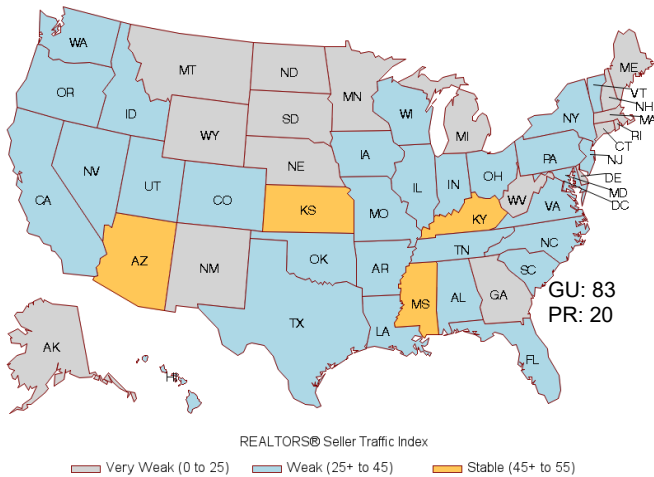 WA
MT
ND
MN
ME
VT
NH
MA
RI
CT
OR
ID
SD
WI
MI
NY
WY
NJ
PA
IA
NE
OH
DE
MD
DC
NV
UT
CO
IL
IN
WV
VA
CA
KS
MO
KY
NC
TN
AZ
NM
OK
AR
SC
MS
AL
GA
GU: 83
PR: 20
TX
LA
FL
AK
HI
REALTORS® Seller Traffic Index
Very Weak (0 to 25) Weak (25+ to 45) Stable (45+ to 55)